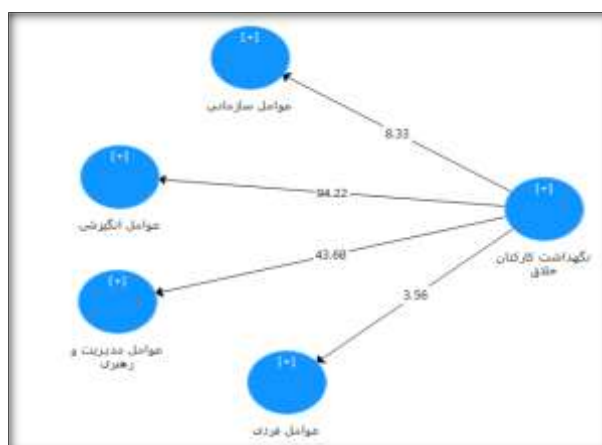 [+]
عوامل سازمانی
8.33
[+]
عوامل انگیزشی
94.22
[+]
نگهداشت کارکنان
خلاق
43.60
[+]
عوامل مدیریت و
رهبری
3.56
[+]
عوامل فردی